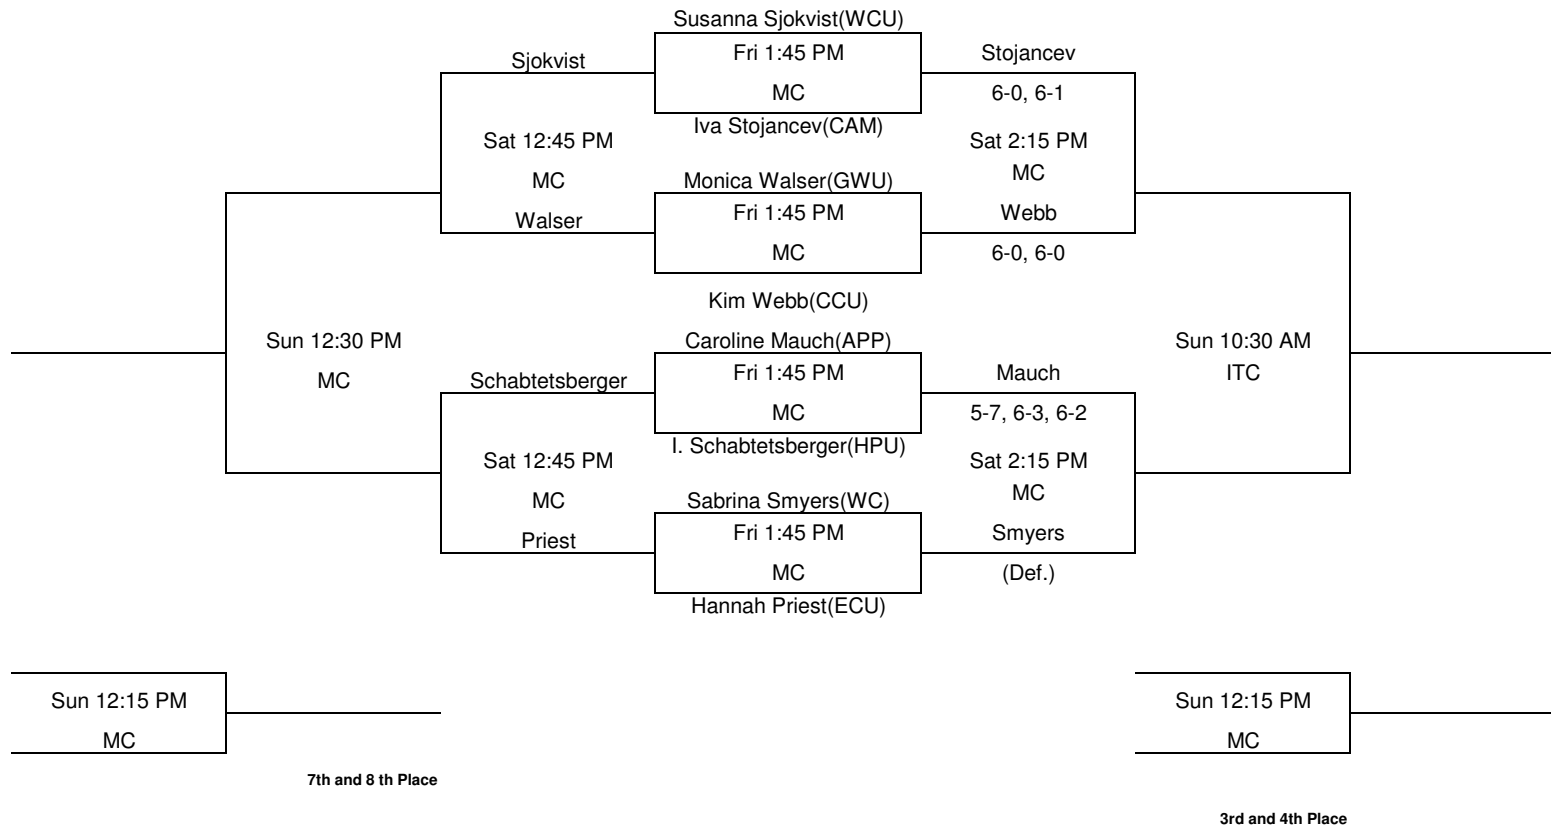 Susanna Sjokvist(WCU)
Sjokvist
Fri 1:45 PM
Stojancev
MC
6-0, 6-1
Iva Stojancev(CAM)
Sat 12:45 PM
Sat 2:15 PM
MC
MC
Monica Walser(GWU)
Walser
Fri 1:45 PM
Webb
MC
6-0, 6-0
Kim Webb(CCU)
Sun 12:30 PM
MC
Caroline Mauch(APP)
Sun 10:30 AM
ITC
Schabtetsberger
Fri 1:45 PM
Mauch
MC
5-7, 6-3, 6-2
I. Schabtetsberger(HPU)
Sat 12:45 PM
Sat 2:15 PM
MC
MC
Sabrina Smyers(WC)
Priest
Fri 1:45 PM
Smyers
MC
(Def.)
Hannah Priest(ECU)
Sun 12:15 PM
MC
Sun 12:15 PM
MC
7th and 8 th Place
3rd and 4th Place